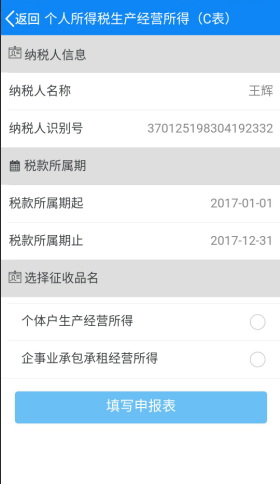 返回 个人所得税生产经营所得（C表）
纳税人信息
纳税人名称 王辉
纳税人识别号 370125198304192332
税款所属期
税款所属期起 2017-01-01
税款所属期止 2017-12-31
选择征收品名
个体户生产经营所得
企事业承包承租经营所得
填写申报表